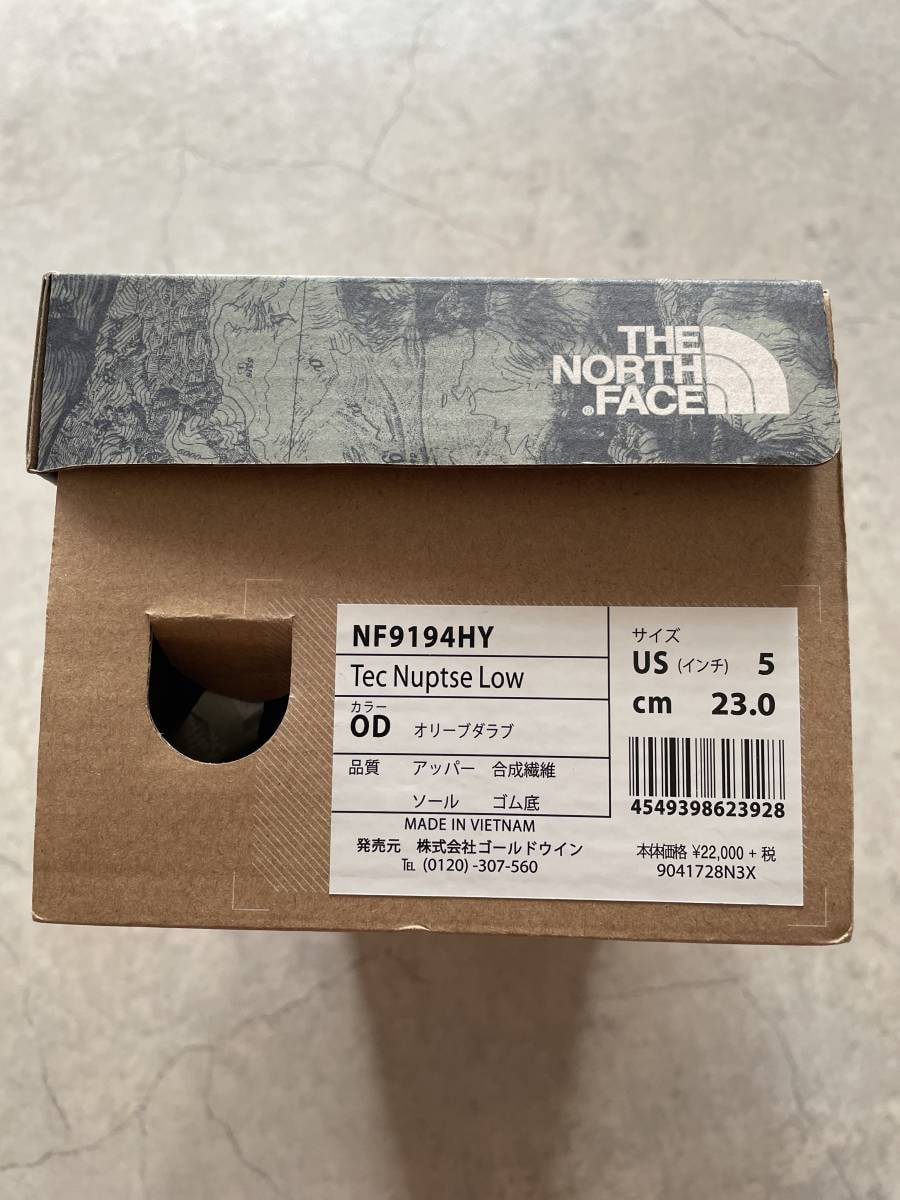 THE
NORTH
FACE
®
NF9194HY
Tec Nuptse Low
カラー
OD オリーブダラブ
品質 アッパー 合成繊維
ソール ゴム底
MADE IN VIETNAM
発売元 株式会社ゴールドウイン
TEL (0120) -307-560
サイズ
US (インチ) 5
cm 23.0
4549398623928
本体価格 ¥22,000 + 税
9041728N3X